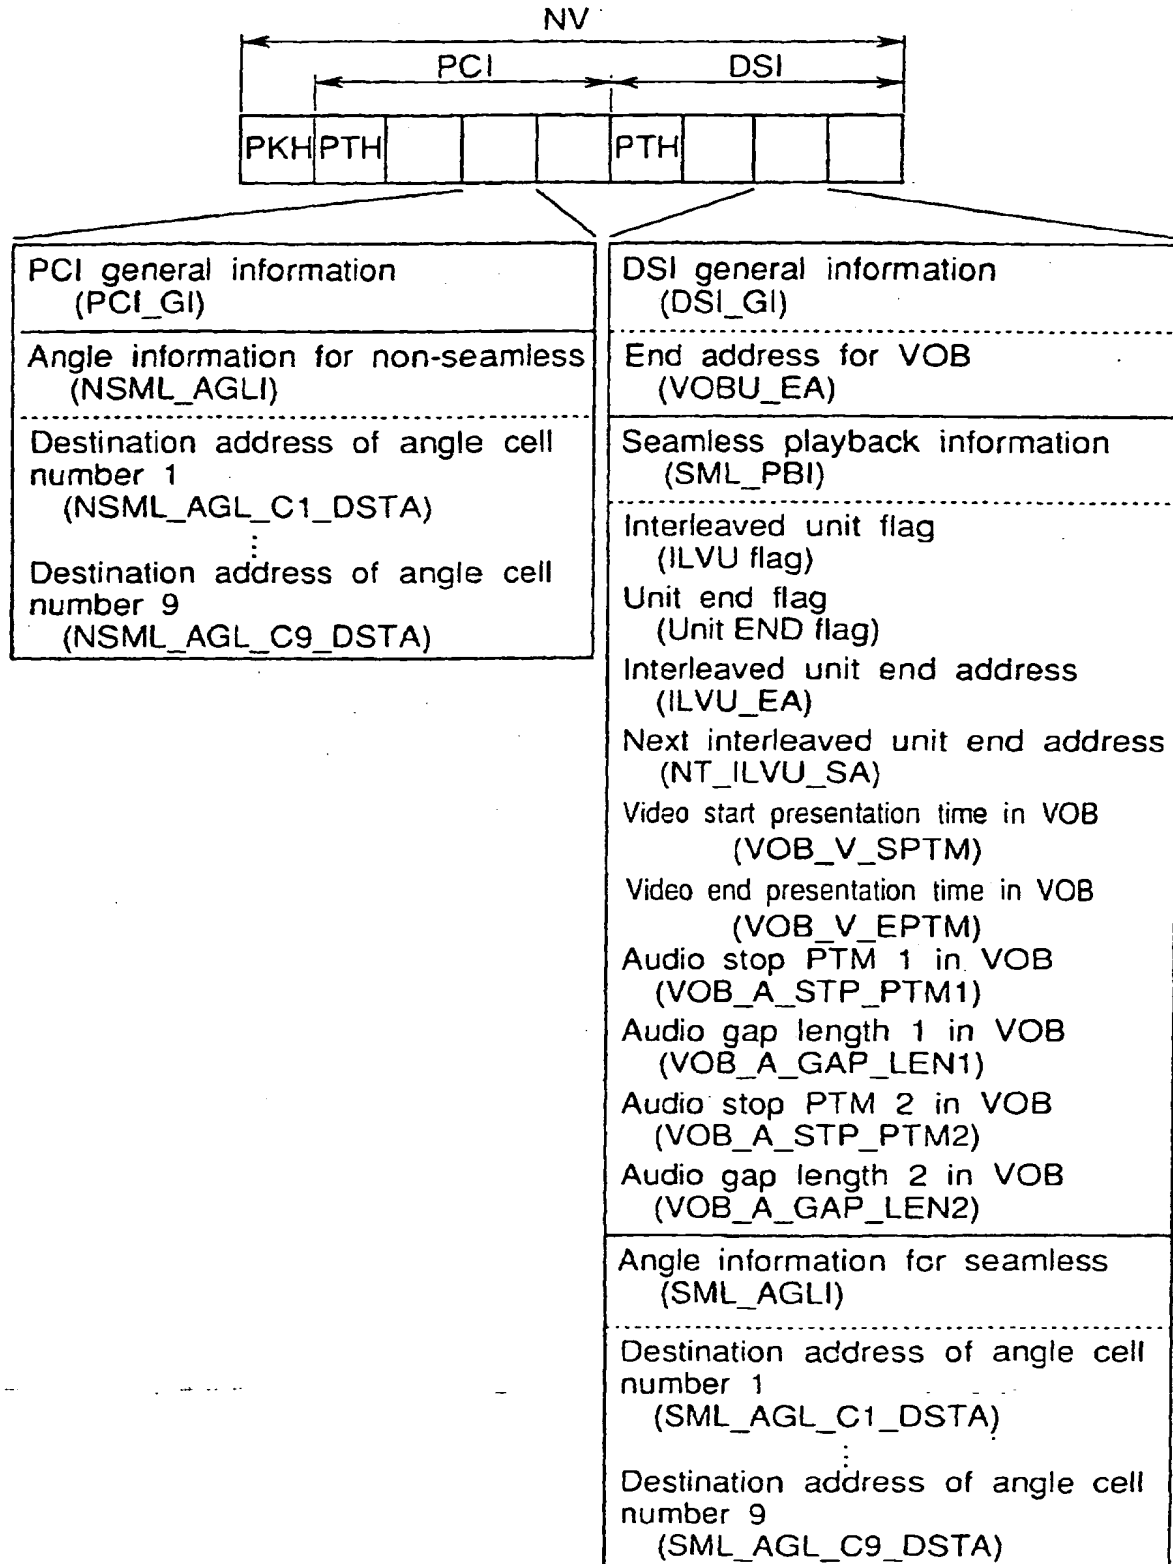 NV
PCI DSI
PKH PTH PTH
PCI general information
(PCI_GI)
Angle information for non-seamless
(NSML_AGLI)
Destination address of angle cell
number 1
(NSML_AGL_C1_DSTA)
Destination address of angle cell
number 9
(NSML_AGL_C9_DSTA)
DSI general information
(DSI_GI)
End address for VOB
(VOBU_EA)
Seamless playback information
(SML_PBI)
Interleaved unit flag
(ILVU flag)
Unit end flag
(Unit END flag)
Interleaved unit end address
(ILVU_EA)
Next interleaved unit end address
(NT_ILVU_SA)
Video start presentation time in VOB
(VOB_V_SPTM)
Video end presentation time in VOB
(VOB_V_EPTM)
Audio stop PTM 1 in VOB
(VOB_A_STP_PTM1)
Audio gap length 1 in VOB
(VOB_A_GAP_LEN1)
Audio stop PTM 2 in VOB
(VOB_A_STP_PTM2)
Audio gap length 2 in VOB
(VOB_A_GAP_LEN2)
Angle information for seamless
(SML_AGLI)
Destination address of angle cell
number 1
(SML_AGL_C1_DSTA)
Destination address of angle cell
number 9
(SML_AGL_C9_DSTA)